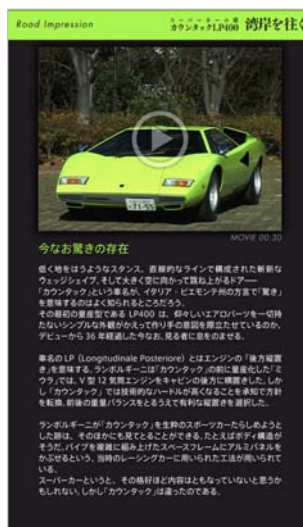 Road Impression
スーパーカーの雄
カウンタックLP400 湾岸を往く
71-55
MOVIE 00:30
今なお驚きの存在
低く地をはうようなスタンス、直線的なラインで構成された斬新な
ウェッジシェイプ、そして大きく空に向かって跳ね上がるドア──
「カウンタック」という車名が、イタリア・ピエモンテ州の方言で「驚き」
を意味するのはよく知られるところだろう。
その最初の量産型である LP400 は、仰々しいエアロパーツを一切持
たないシンプルな外観がかえって作り手の意図を際立たせているのか、
デビューから 36 年経過した今なお、見る者に息をのませる。
車名の LP（Longitudinale Posteriore）とはエンジンの「後方縦置
き」を意味する。ランボルギーニは「カウンタック」の前に量産化した「ミ
ウラ」では、V 型 12 気筒エンジンをキャビンの後方に横置きした。しか
し「カウンタック」では技術的なハードルが高くなることを承知で方針
を転換。前後の重量バランスをとるうえで有利な縦置きを選択した。
ランボルギーニが「カウンタック」を生粋のスポーツカーたらしめようと
した跡は、そのほかにも見てとることができる。たとえばボディ構造が
そうだ。パイプを複雑に組み上げたスペースフレームにアルミパネルを
かぶせるという、当時のレーシングカーに用いられた工法が用いられて
いる。
スーパーカーというと、その格好ほど内容はともなっていないと思うか
もしれない。しかし「カウンタック」は違ったのである。